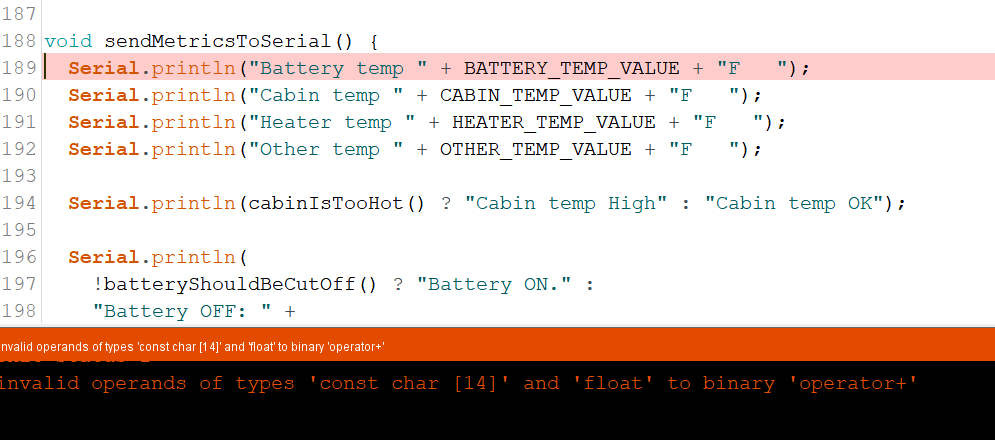 187
188 void sendMetricsToSerial() {
189   Serial.println("Battery temp " + BATTERY_TEMP_VALUE + "F   ");
190   Serial.println("Cabin temp " + CABIN_TEMP_VALUE + "F   ");
191   Serial.println("Heater temp " + HEATER_TEMP_VALUE + "F   ");
192   Serial.println("Other temp " + OTHER_TEMP_VALUE + "F   ");
193
194   Serial.println(cabinIsTooHot() ? "Cabin temp High" : "Cabin temp OK");
195
196   Serial.println(
197     !batteryShouldBeCutOff() ? "Battery ON." :
198     "Battery OFF: " +
nvalid operands of types 'const char [14]' and 'float' to binary 'operator+'
invalid operands of types 'const char [14]' and 'float' to binary 'operator+'